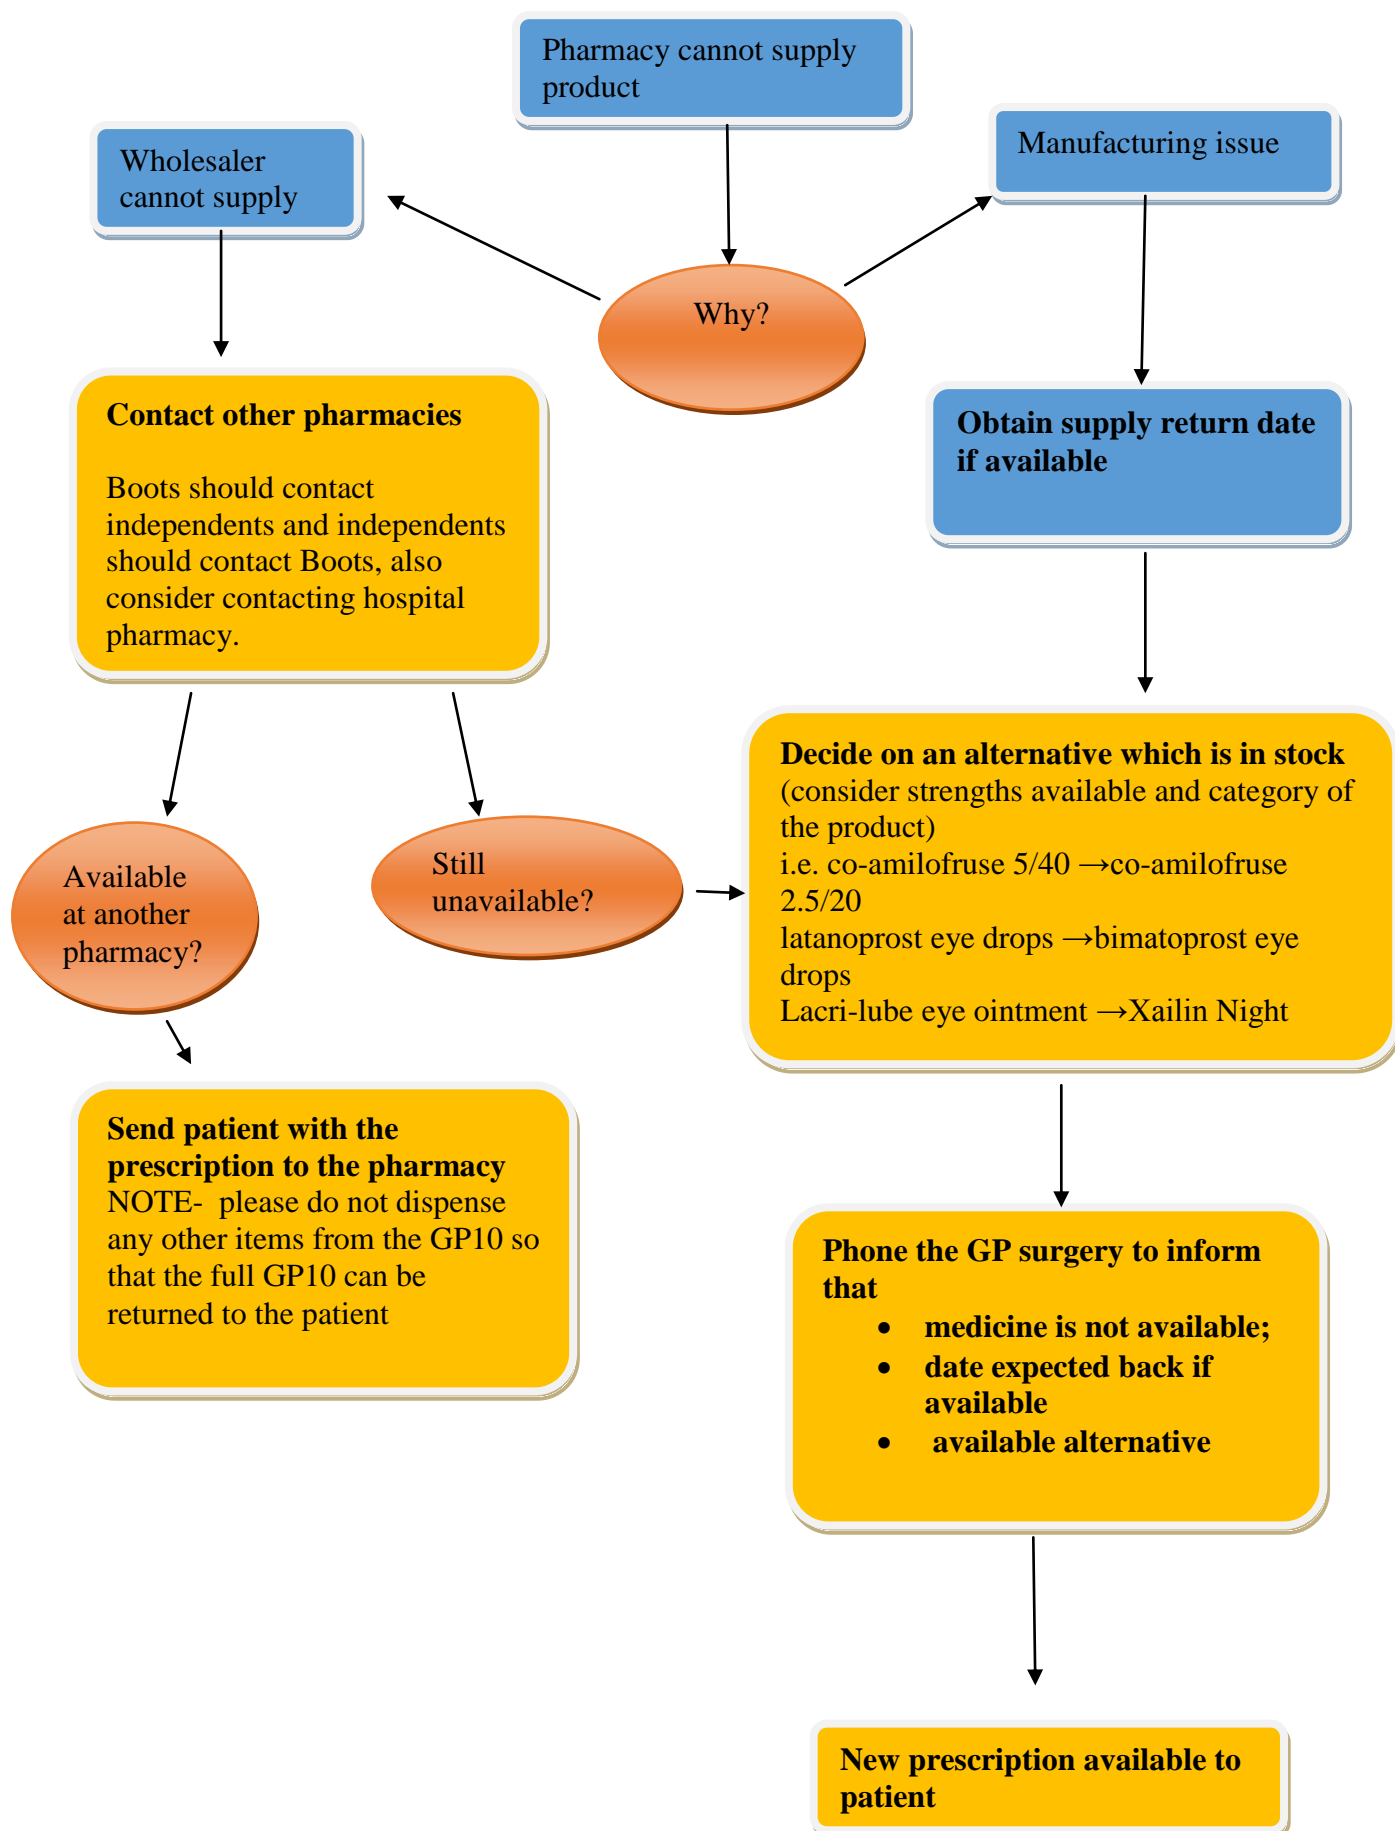 Pharmacy cannot supply
product
Wholesaler
cannot supply
Manufacturing issue
Why?
Contact other pharmacies
Boots should contact
independents and independents
should contact Boots, also
consider contacting hospital
pharmacy.
Obtain supply return date
if available
Available
at another
pharmacy?
Still
unavailable?
Decide on an alternative which is in stock
(consider strengths available and category of
the product)
i.e. co-amilofruse 5/40 →co-amilofruse
2.5/20
latanoprost eye drops →bimatoprost eye
drops
Lacri-lube eye ointment →Xailin Night
Send patient with the
prescription to the pharmacy
NOTE- please do not dispense
any other items from the GP10 so
that the full GP10 can be
returned to the patient
Phone the GP surgery to inform
that
• medicine is not available;
• date expected back if
available
• available alternative
New prescription available to
patient